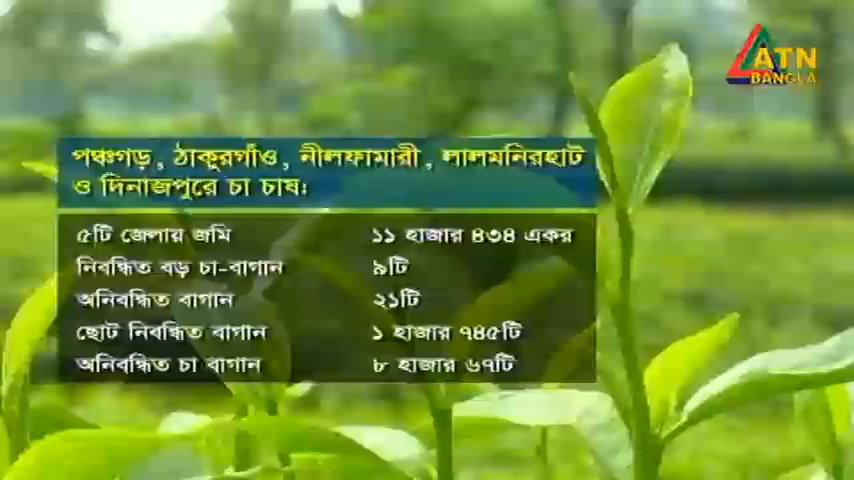 ATN
BANGLA
পঞ্চগড়, ঠাকুরগাঁও, নীলফামারী, লালমনিরহাট
ও দিনাজপুরে চা চাষ:
৫টি জেলায় জমি ১১ হাজার ৪৩৪ একর
নিবন্ধিত বড় চা-বাগান ৯টি
অনিবন্ধিত বাগান ২১টি
ছোট নিবন্ধিত বাগান ১ হাজার ৭৪৫টি
অনিবন্ধিত চা বাগান ৮ হাজার ৬৭টি